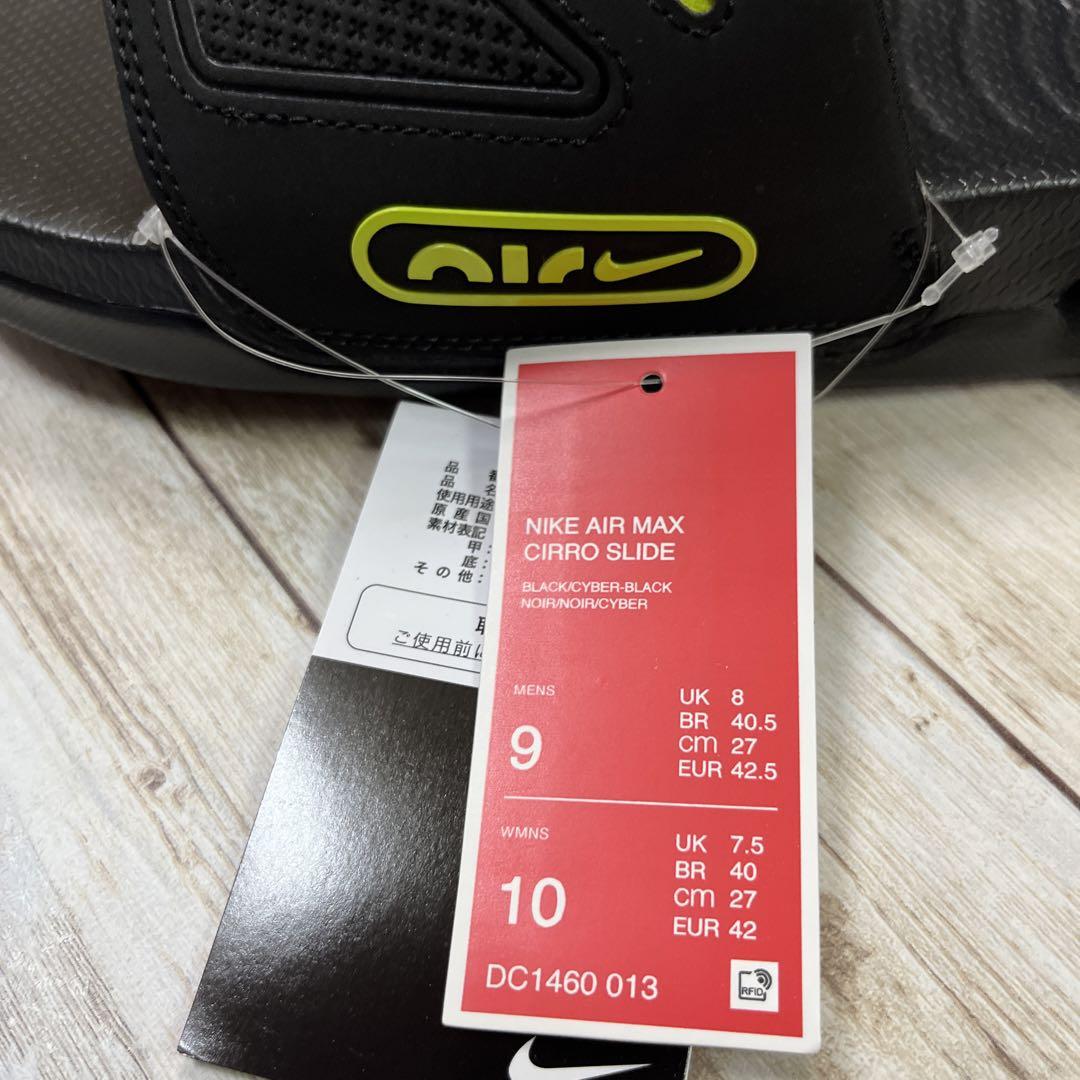 air
品
品 名
使用用途
原産国
素材表記
甲:
底:
その他:
ご使用前に
NIKE AIR MAX
CIRRO SLIDE
BLACK/CYBER-BLACK
NOIR/NOIR/CYBER
MENS
9
UK 8
BR 40.5
cm 27
EUR 42.5
WMNS
10
UK 7.5
BR 40
cm 27
EUR 42
DC1460 013
RFID